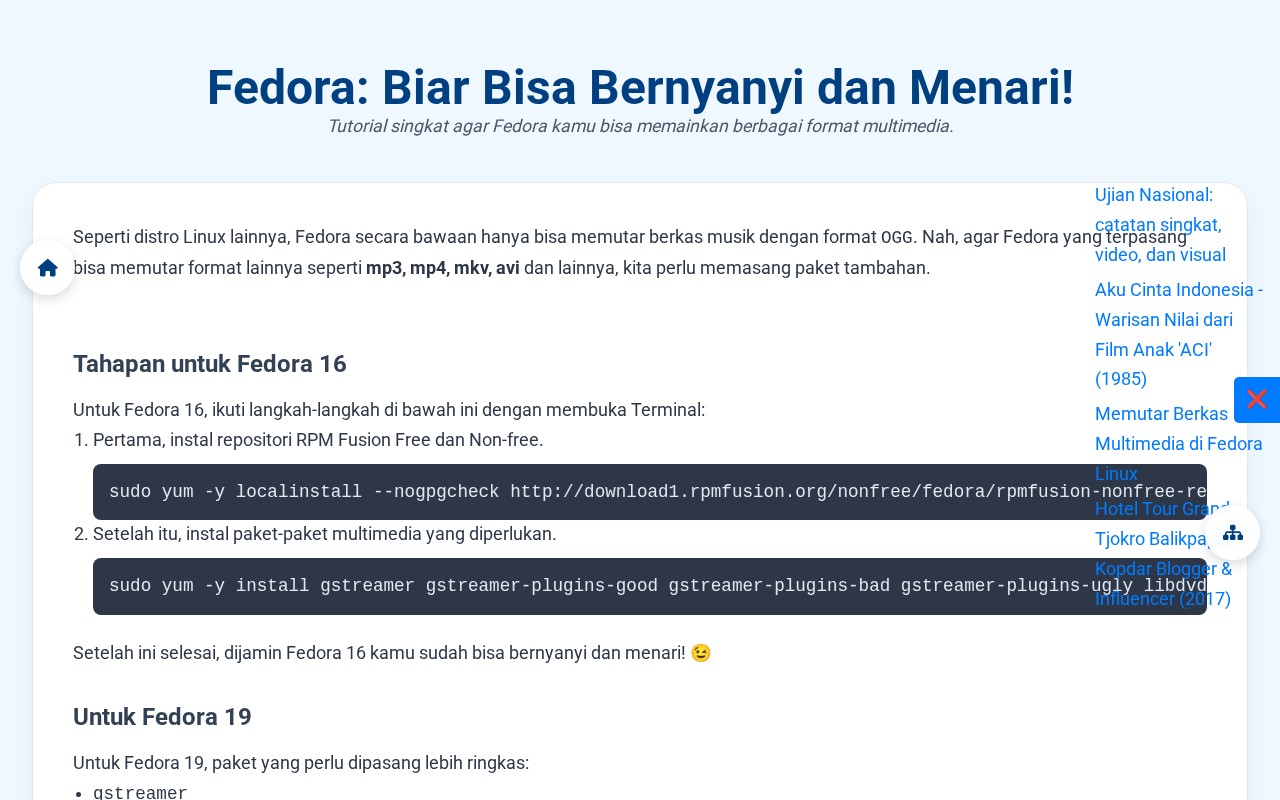 Fedora: Biar Bisa Bernyanyi dan Menari!
Tutorial singkat agar Fedora kamu bisa memainkan berbagai format multimedia.
Seperti distro Linux lainnya, Fedora secara bawaan hanya bisa memutar berkas musik dengan format OGG. Nah, agar Fedora yang terpasang
bisa memutar format lainnya seperti mp3, mp4, mkv, avi dan lainnya, kita perlu memasang paket tambahan.
Tahapan untuk Fedora 16
Untuk Fedora 16, ikuti langkah-langkah di bawah ini dengan membuka Terminal:
1. Pertama, instal repositori RPM Fusion Free dan Non-free.
sudo yum -y localinstall --nogpgcheck http://download1.rpmfusion.org/nonfree/fedora/rpmfusion-nonfree-re
2. Setelah itu, instal paket-paket multimedia yang diperlukan.
sudo yum -y install gstreamer gstreamer-plugins-good gstreamer-plugins-bad gstreamer-plugins-ugly libdvd
Setelah ini selesai, dijamin Fedora 16 kamu sudah bisa bernyanyi dan menari! 😉
Untuk Fedora 19
Untuk Fedora 19, paket yang perlu dipasang lebih ringkas:
• gstreamer
Ujian Nasional:
catatan singkat,
video, dan visual
Aku Cinta Indonesia -
Warisan Nilai dari
Film Anak 'ACI'
(1985)
Memutar Berkas
Multimedia di Fedora
Linux
Hotel Tour Grand
Tjokro Balikpa
Kopdar Blogger &
Influencer (2017)